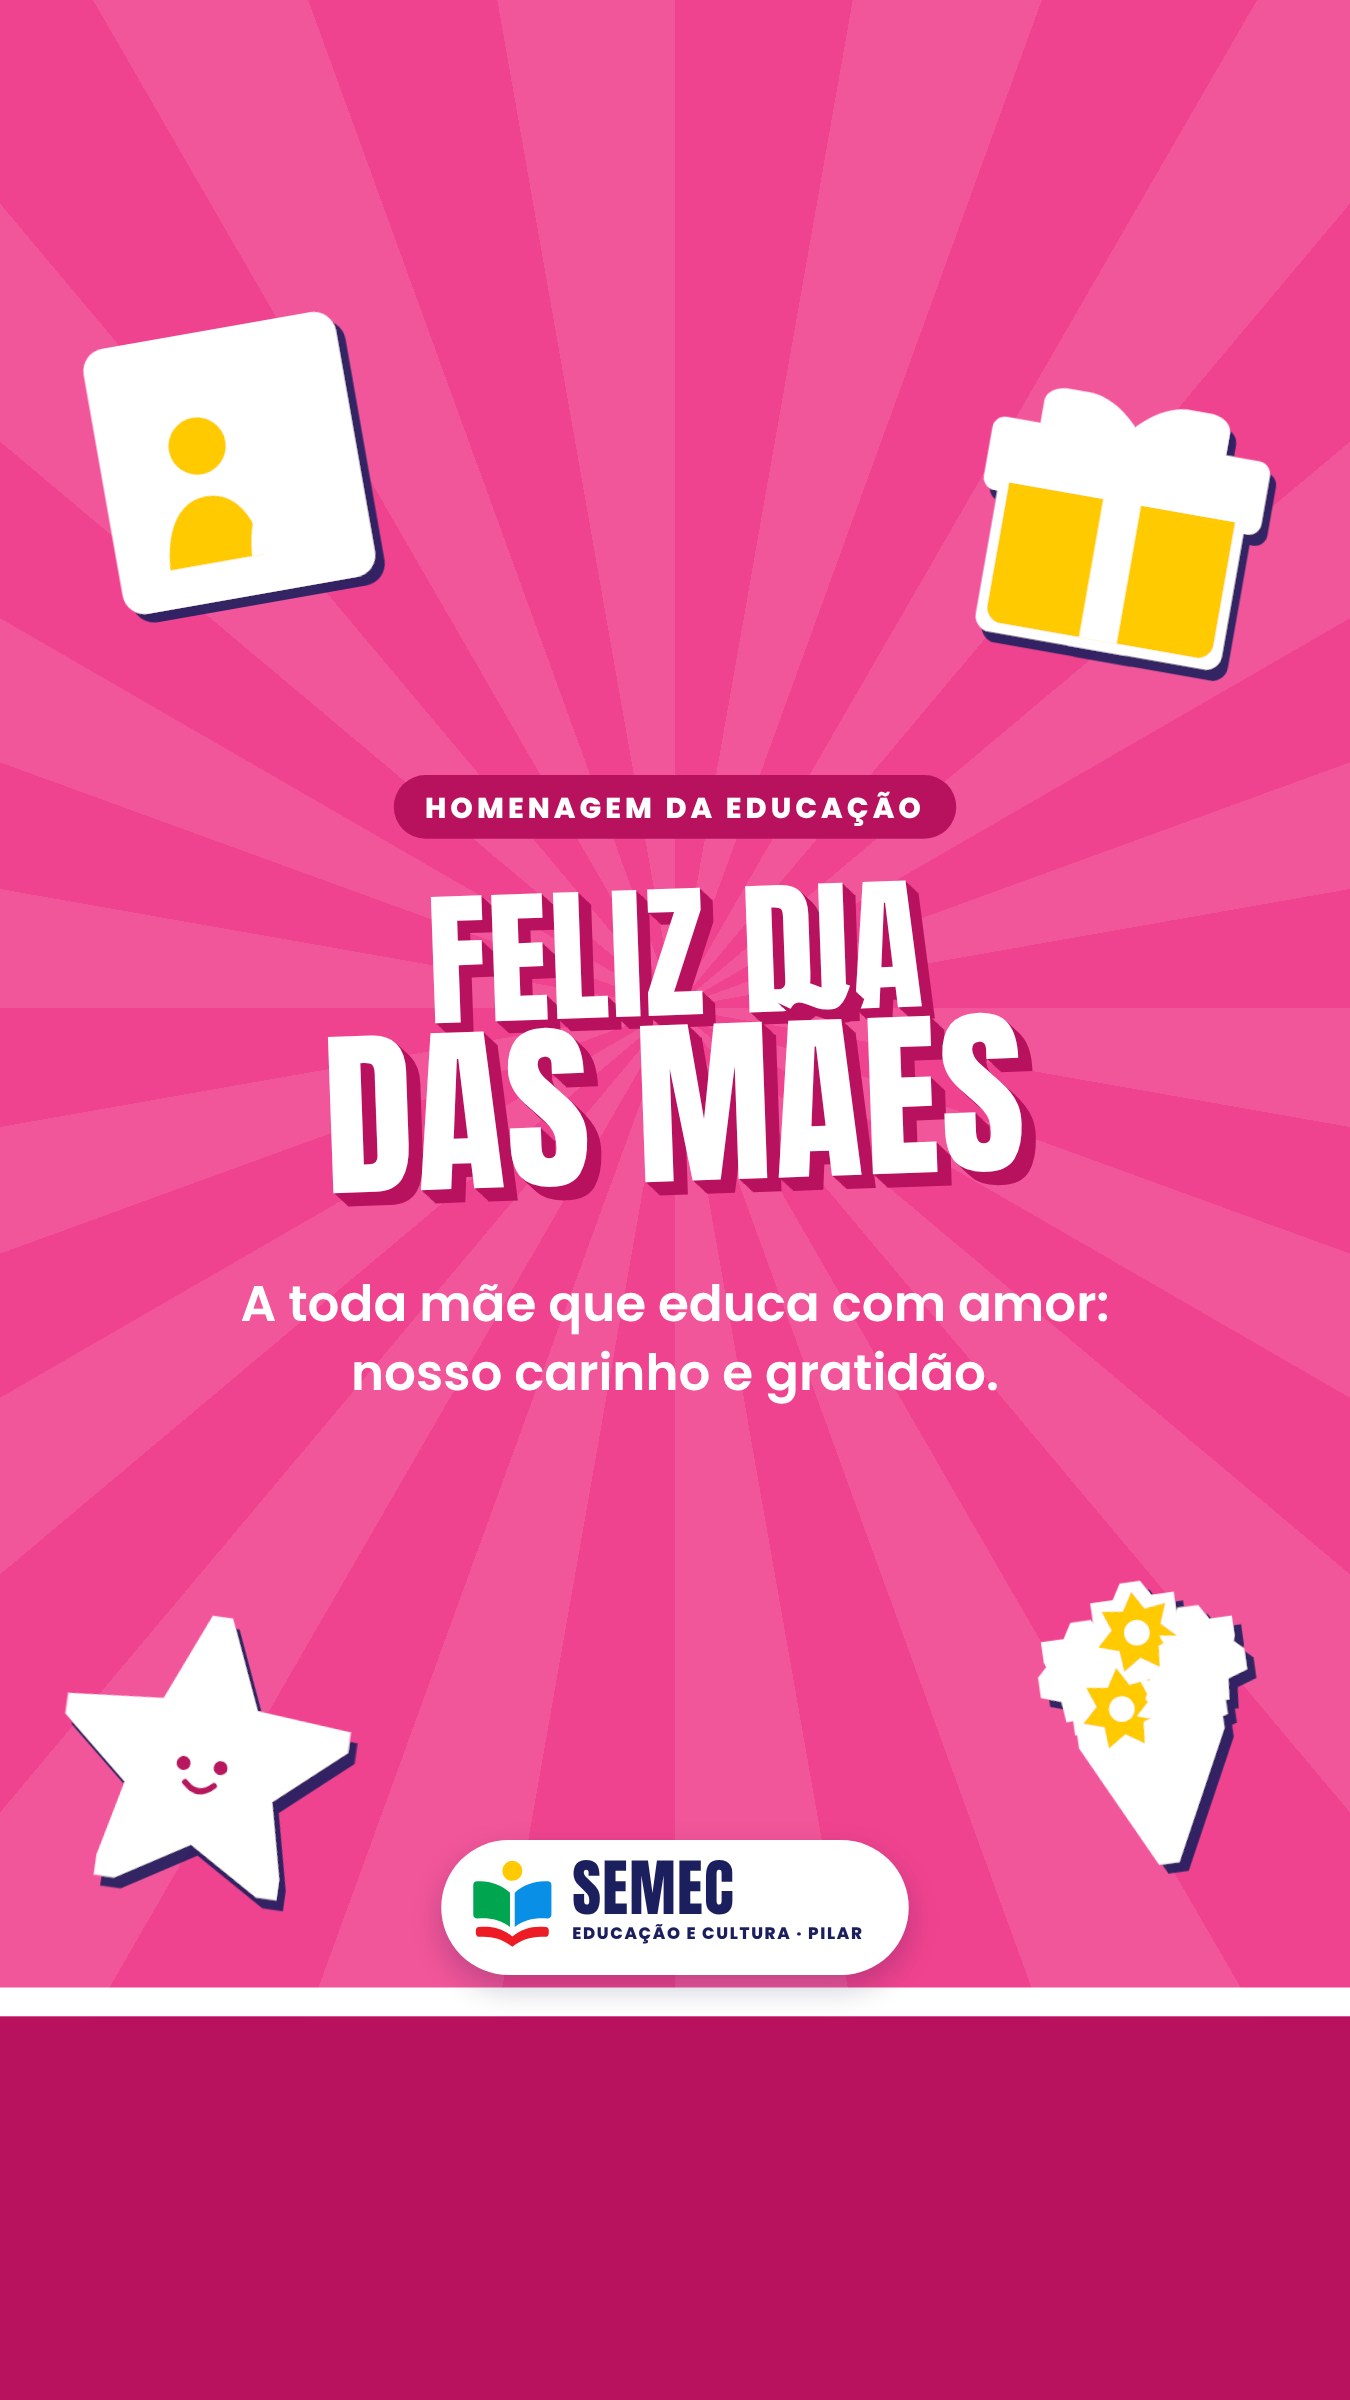 HOMENAGEM DA EDUCAÇÃO
FELIZ DIA
DAS MÃES
A toda mãe que educa com amor:
nosso carinho e gratidão.
SEMEC
EDUCAÇÃO E CULTURA · PILAR